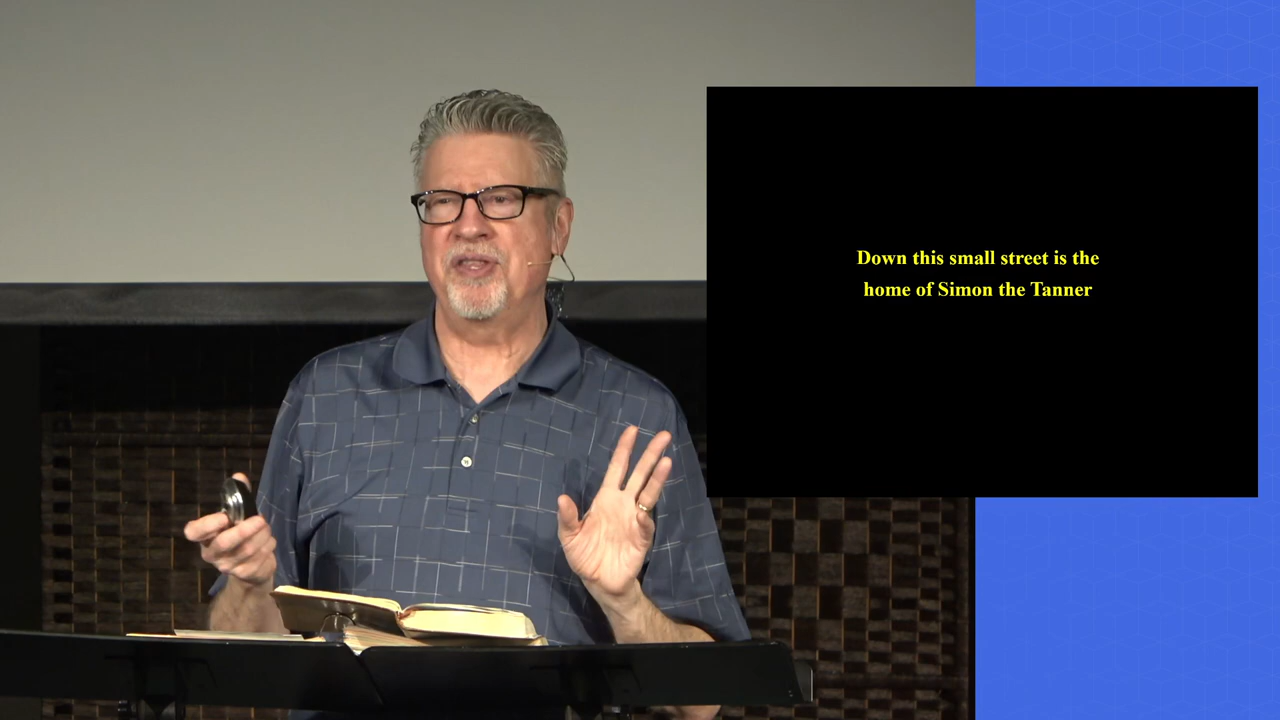 Down this small street is the
home of Simon the Tanner